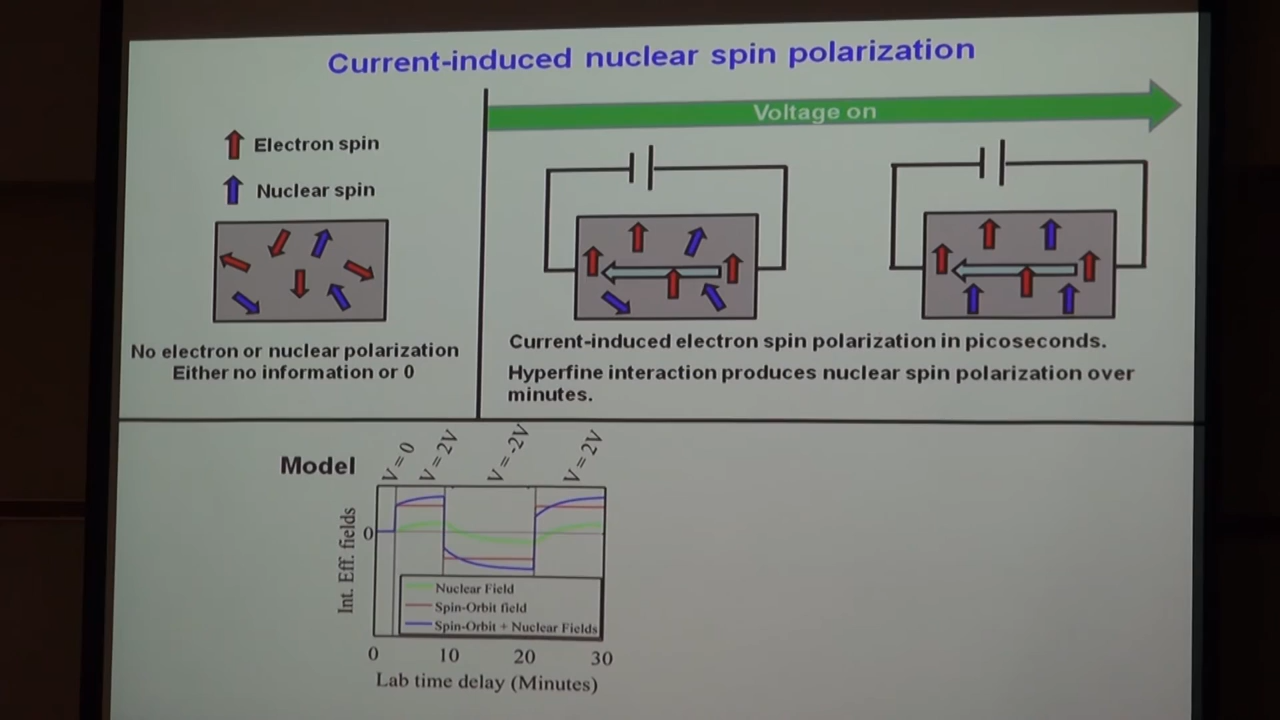 Current-induced nuclear spin polarization
Electron spin
Nuclear spin
No electron or nuclear polarization
Either no information or 0
Voltage on
Current-induced electron spin polarization in picoseconds.
Hyperfine interaction produces nuclear spin polarization over
minutes.
Model
V = 0
V = 2V
V = -2V
V = 2V
Int. Eff. fields
0
Nuclear Field
Spin-Orbit field
Spin-Orbit + Nuclear Fields
0 10 20 30
Lab time delay (Minutes)